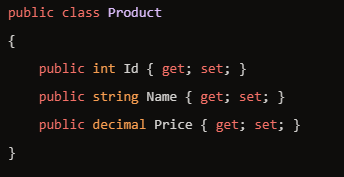 public class Product
{
    public int Id { get; set; }
    public string Name { get; set; }
    public decimal Price { get; set; }
}